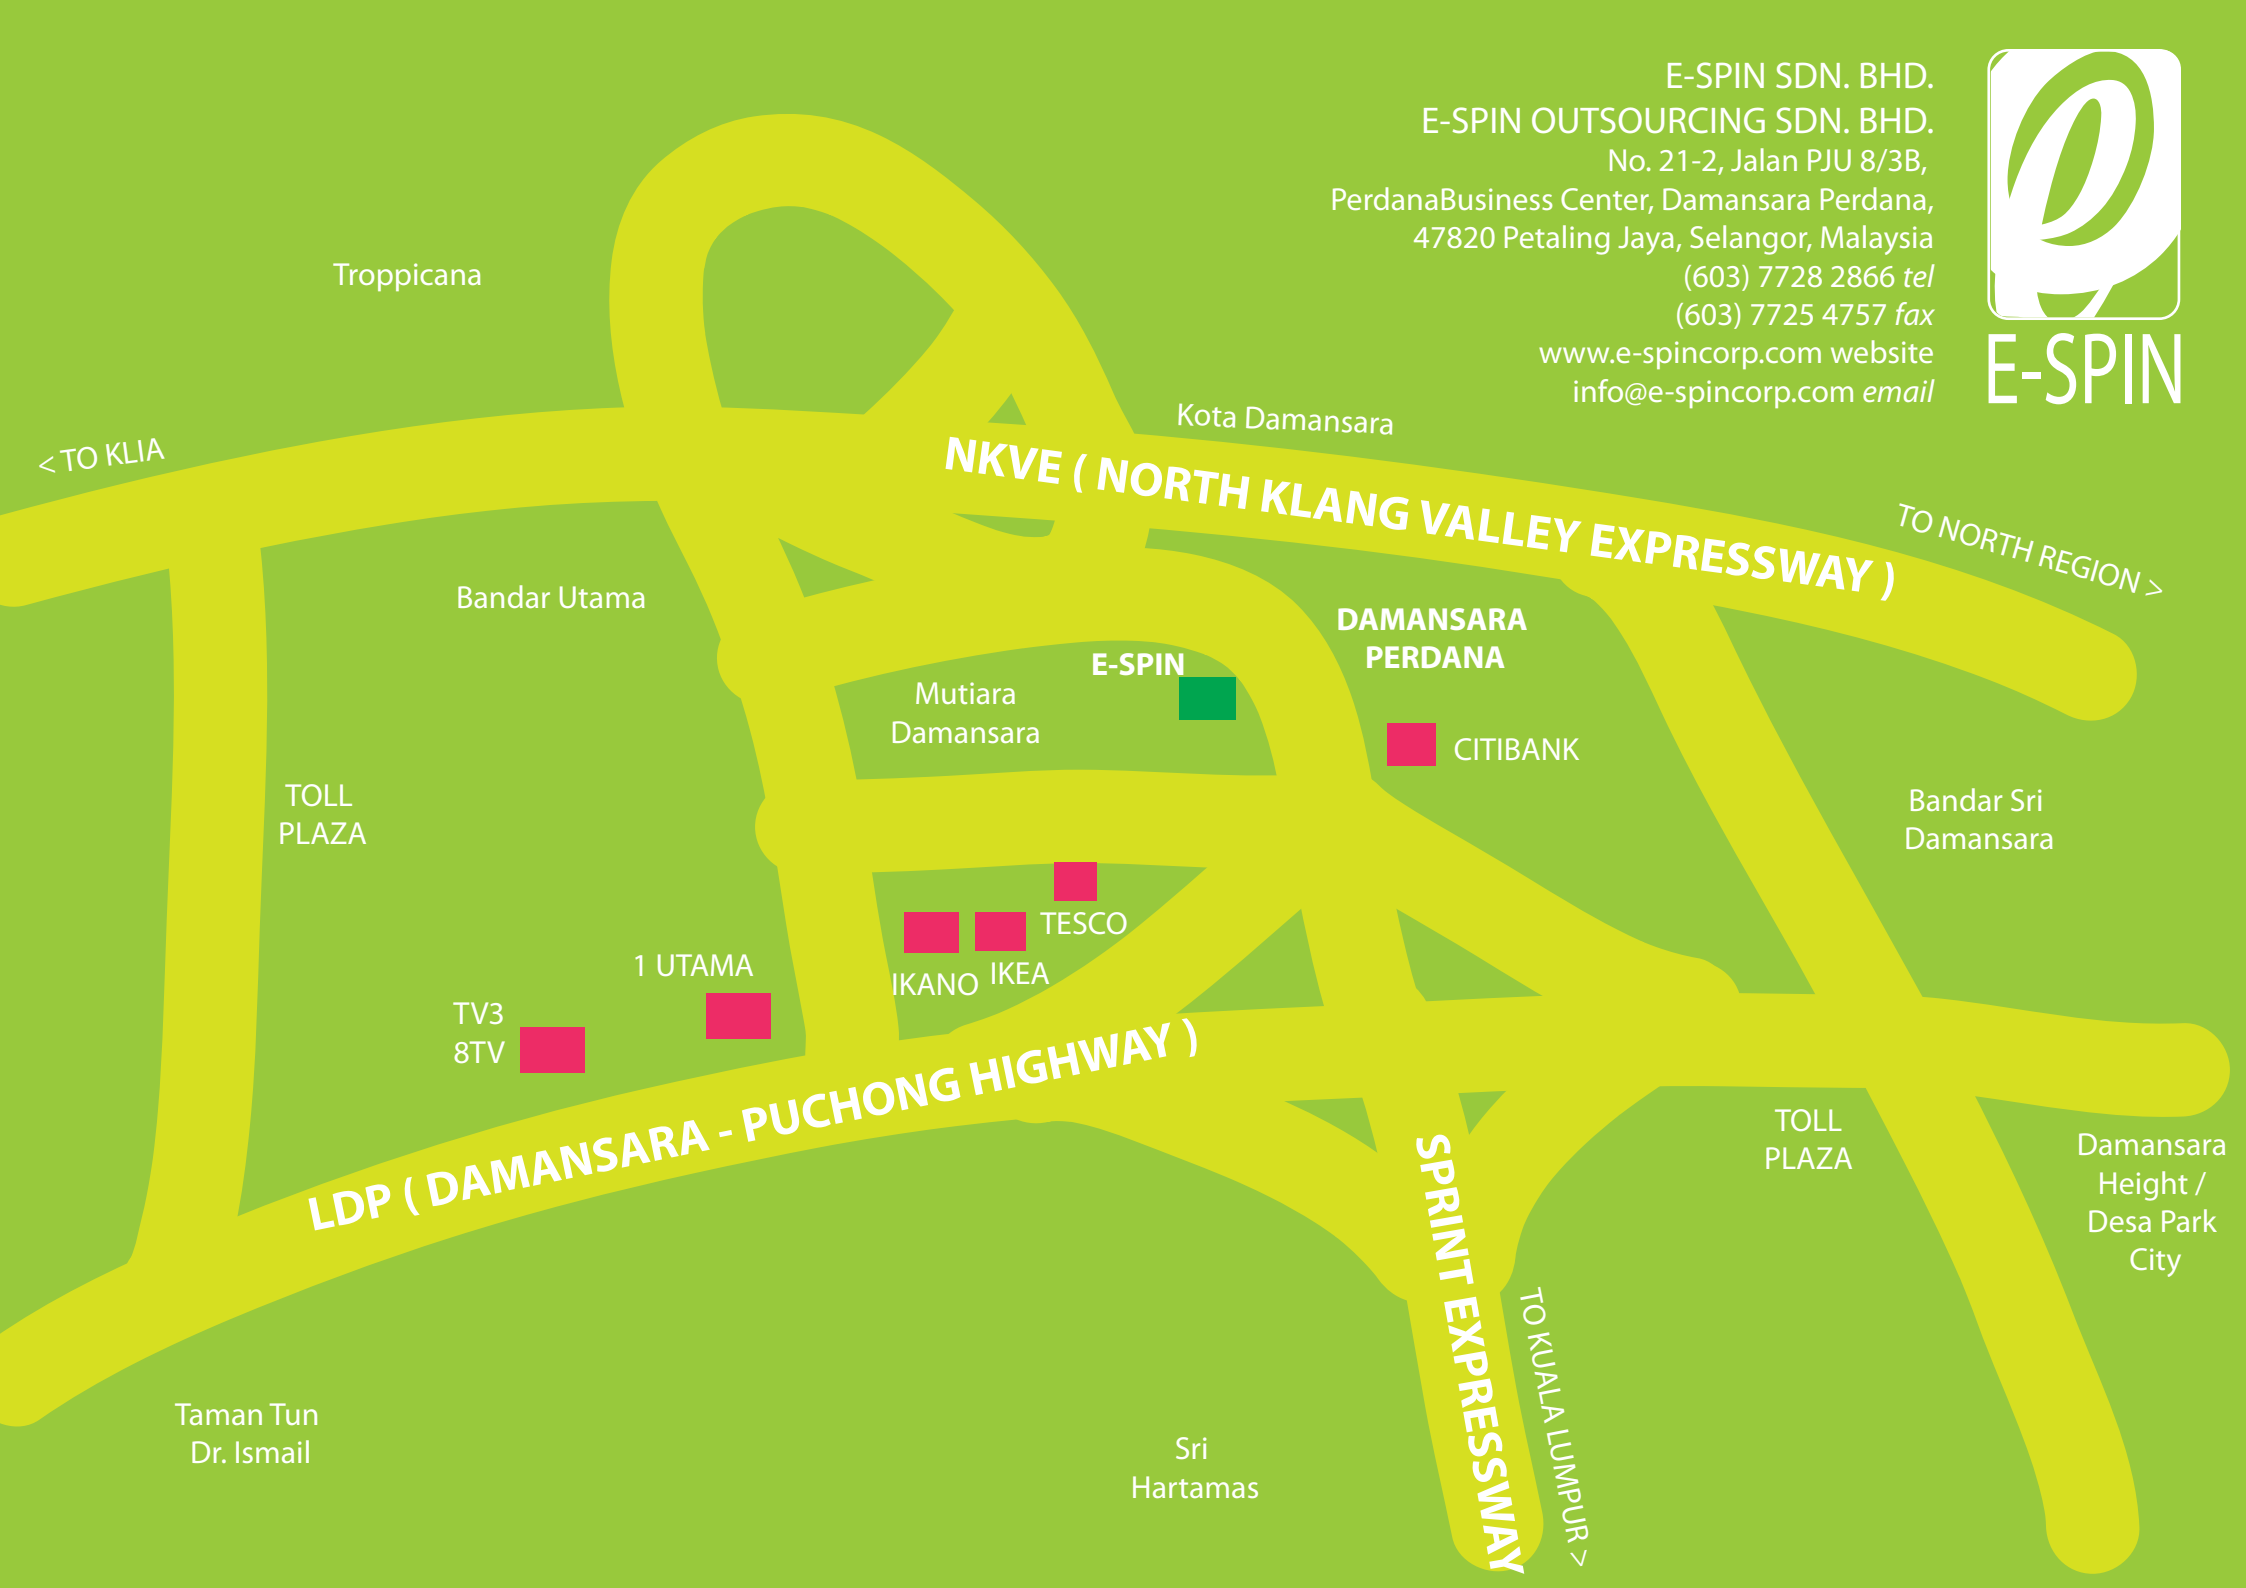 E-SPIN SDN. BHD.
E-SPIN OUTSOURCING SDN. BHD.
No. 21-2, Jalan PJU 8/3B,
PerdanaBusiness Center, Damansara Perdana,
47820 Petaling Jaya, Selangor, Malaysia
(603) 7728 2866 tel
(603) 7725 4757 fax
www.e-spincorp.com website
info@e-spincorp.com email
E-SPIN
Troppicana
Kota Damansara
< TO KLIA
NKVE ( NORTH KLANG VALLEY EXPRESSWAY )
TO NORTH REGION >
Bandar Utama
DAMANSARA
PERDANA
E-SPIN
Mutiara
Damansara
CITIBANK
TOLL
PLAZA
Bandar Sri
Damansara
TESCO
1 UTAMA
IKANO
IKEA
TV3
8TV
LDP ( DAMANSARA - PUCHONG HIGHWAY )
TOLL
PLAZA
Damansara
Height /
Desa Park
City
SPRINT EXPRESSWAY
TO KUALA LUMPUR >
Taman Tun
Dr. Ismail
Sri
Hartamas